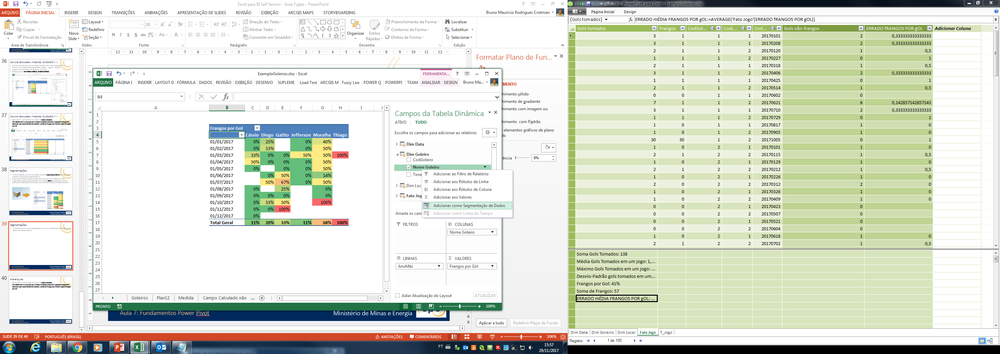 Excel para BI Self Service - Aula 7.pptx - PowerPoint
ARQUIVO PÁGINA INICIAL INSERIR DESIGN TRANSIÇÕES ANIMAÇÕES APRESENTAÇÃO DE SLIDES REVISÃO EXIBIÇÃO ARCGIS MAPS STORYBOARDING
Bruno Mauricio Rodrigues Crotman
Colar
Recortar
Copiar
Pincel de Formatação
Área de Transferência
Novo
Slide
Layout
Redefinir
Seção
Slides
18
N I S S abc AV Aa A
Fonte
Direção do Texto
Alinhar Texto
Converter em SmartArt
Parágrafo
Organizar
Estilos
Rápidos
Preenchimento da Forma
Contorno da Forma
Efeitos de Forma
Desenho
Localizar
Substituir
Selecionar
Edição
36
Coluna Calculada x Medida: CUIDADO!!!!!
37
Coluna Calculada x Medida: CUIDADO!!!!!
38
Segmentações
39
Segmentações
40
Hierarquias
Formatar Plano de Fun...
Aula 7: Fundamentos Power Pivot
Ministério de Minas e Energia
MENTO
himento sólido
himento de gradiente
himento com imagem ou
himento com Padrão
elementos gráficos de plano
do
ência
0%
Aplicar a tudo
Redefinir Plano de Fundo
SLIDE 39 DE 40
PORTUGUÊS (BRASIL)
ANOTAÇÕES
COMENTÁRIOS
106%
ExemploGoleiros.xlsx - Excel
FERRAMENTA...
ARQUIVO PÁGINA I INSERIR LAYOUT D FÓRMULA DADOS REVISÃO EXIBIÇÃO DESENVO SUPLEME Load Test ARCGIS M Fuzzy Loo POWER Q POWERPI TEAM ANALISAR DESIGN Bruno Ma...
B4
fx
A B C D E F G H I J
1
2
3 Frangos por Gol
4 Cássio Diego Gatito Jefferson Muralha Thiago
5 01/01/2017 0% 25% 0% 40%
6 01/02/2017 0% 33% 0% 50%
7 01/03/2017 33% 0% 0% 50% 50% 100%
8 01/04/2017 50% 0% 0% 0% 50%
9 01/05/2017 0% 0% 0% 50%
10 01/06/2017 0% 50% 0% 14%
11 01/07/2017 50% 67% 0% 50%
12 01/08/2017 0% 25% 0%
13 01/09/2017 0% 0% 0% 0%
14 01/10/2017 0% 33% 50% 100%
15 01/11/2017 0% 0% 100%
16 01/12/2017 0%
17 Total Geral 11% 20% 33% 11% 68% 100%
18
19
20
21
22
23
24
25
26
27
Goleiros Plan12 Medida Campo Calculado não ...
PRONTO
100%
Campos da Tabela Dinâmica
ATIVO TUDO
Escolha os campos para adicionar ao relatório:
Dim Data
Dim Goleiro
CodGoleiro
Nome Goleiro
Time
Dim Loc
Fato Jog
Adicionar ao Filtro de Relatório
Adicionar aos Rótulos de Linha
Adicionar aos Rótulos de Coluna
Adicionar aos Valores
Adicionar como Segmentação de Dados
Adicionar como Linha do Tempo
Arraste os cam
FILTROS
COLUNAS
Nome Goleiro
LINHAS
AnoMês
VALORES
Frangos por Gol
Adiar Atualização do Layout
ATUALIZAR
PT
15:57
29/11/2017
PowerPivot para Excel - ExemploGoleiros.xlsx
Página Inicial Design
[Gols tomados]
fx ERRADO mÉDIA FRANGOS POR gOL:=AVERAGE('Fato Jogo'[ERRADO fRANGOS POR gOL])
Gols tomados Frangos CodGol... CodL... Cod... Gols não-frangos ERRADO fRANGOS POR gOL Adicionar Coluna
3 1 1 1 20170101 2 0,333333333333333
3 1 1 2 20170208 2 0,333333333333333
2 1 1 2 20170120 1 0,5
1 1 1 2 20170227 0 1
2 1 1 1 20170318 1 0,5
3 1 1 2 20170406 2 0,333333333333333
1 1 1 1 20170425 0 1
2 1 1 2 20170514 1 0,5
0 0 1 1 20170602 0
7 1 1 2 20170621 6 0,142857142857143
3 1 1 1 20170710 2 0,333333333333333
1 1 1 2 20170729 0 1
1 0 1 1 20170817 1 0
1 0 1 2 20170905 1 0
30 30 1 2 20171005 0 1
1 0 2 1 20170101 1 0
2 1 2 2 20170115 1 0,5
1 0 2 1 20170129 1 0
2 1 2 2 20170212 1 0,5
1 0 2 1 20170226 1 0
2 0 2 2 20170312 2 0
1 0 2 1 20170326 1 0
1 0 2 2 20170409 1 0
0 0 2 1 20170423 0
0 0 2 2 20170507 0
0 0 2 1 20170521 0
0 0 2 2 20170604 0
1 0 2 1 20170618 1 0
2 1 2 2 20170702 1 0,5
Soma Gols Tomados: 138
Média Gols Tomados em um jogo: 1,...
Máximo Gols Tomados em um jogo: ...
Desvio-Padrão gols tomados em um...
Frangos por Gol: 41%
Soma de Frangos: 57
ERRADO mÉDIA FRANGOS POR gOL: ...
Dim Data Dim Goleiro Dim Local Fato Jogo T_Jogo
Registro: 1 de 105